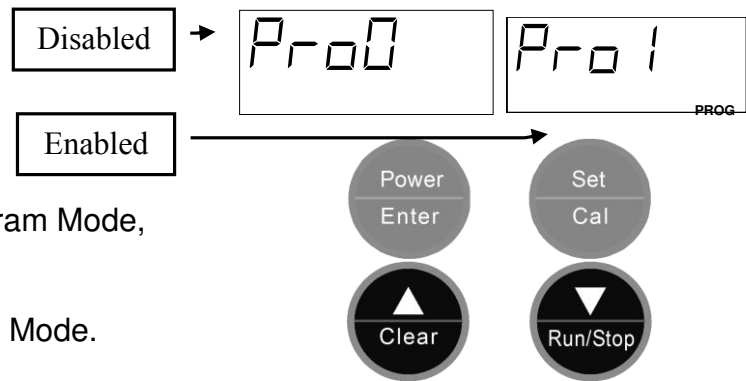 Disabled
Pro0
Pro1
PROG
Enabled
Power
Enter
Set
Cal
ram Mode,
Clear
Run/Stop
Mode.